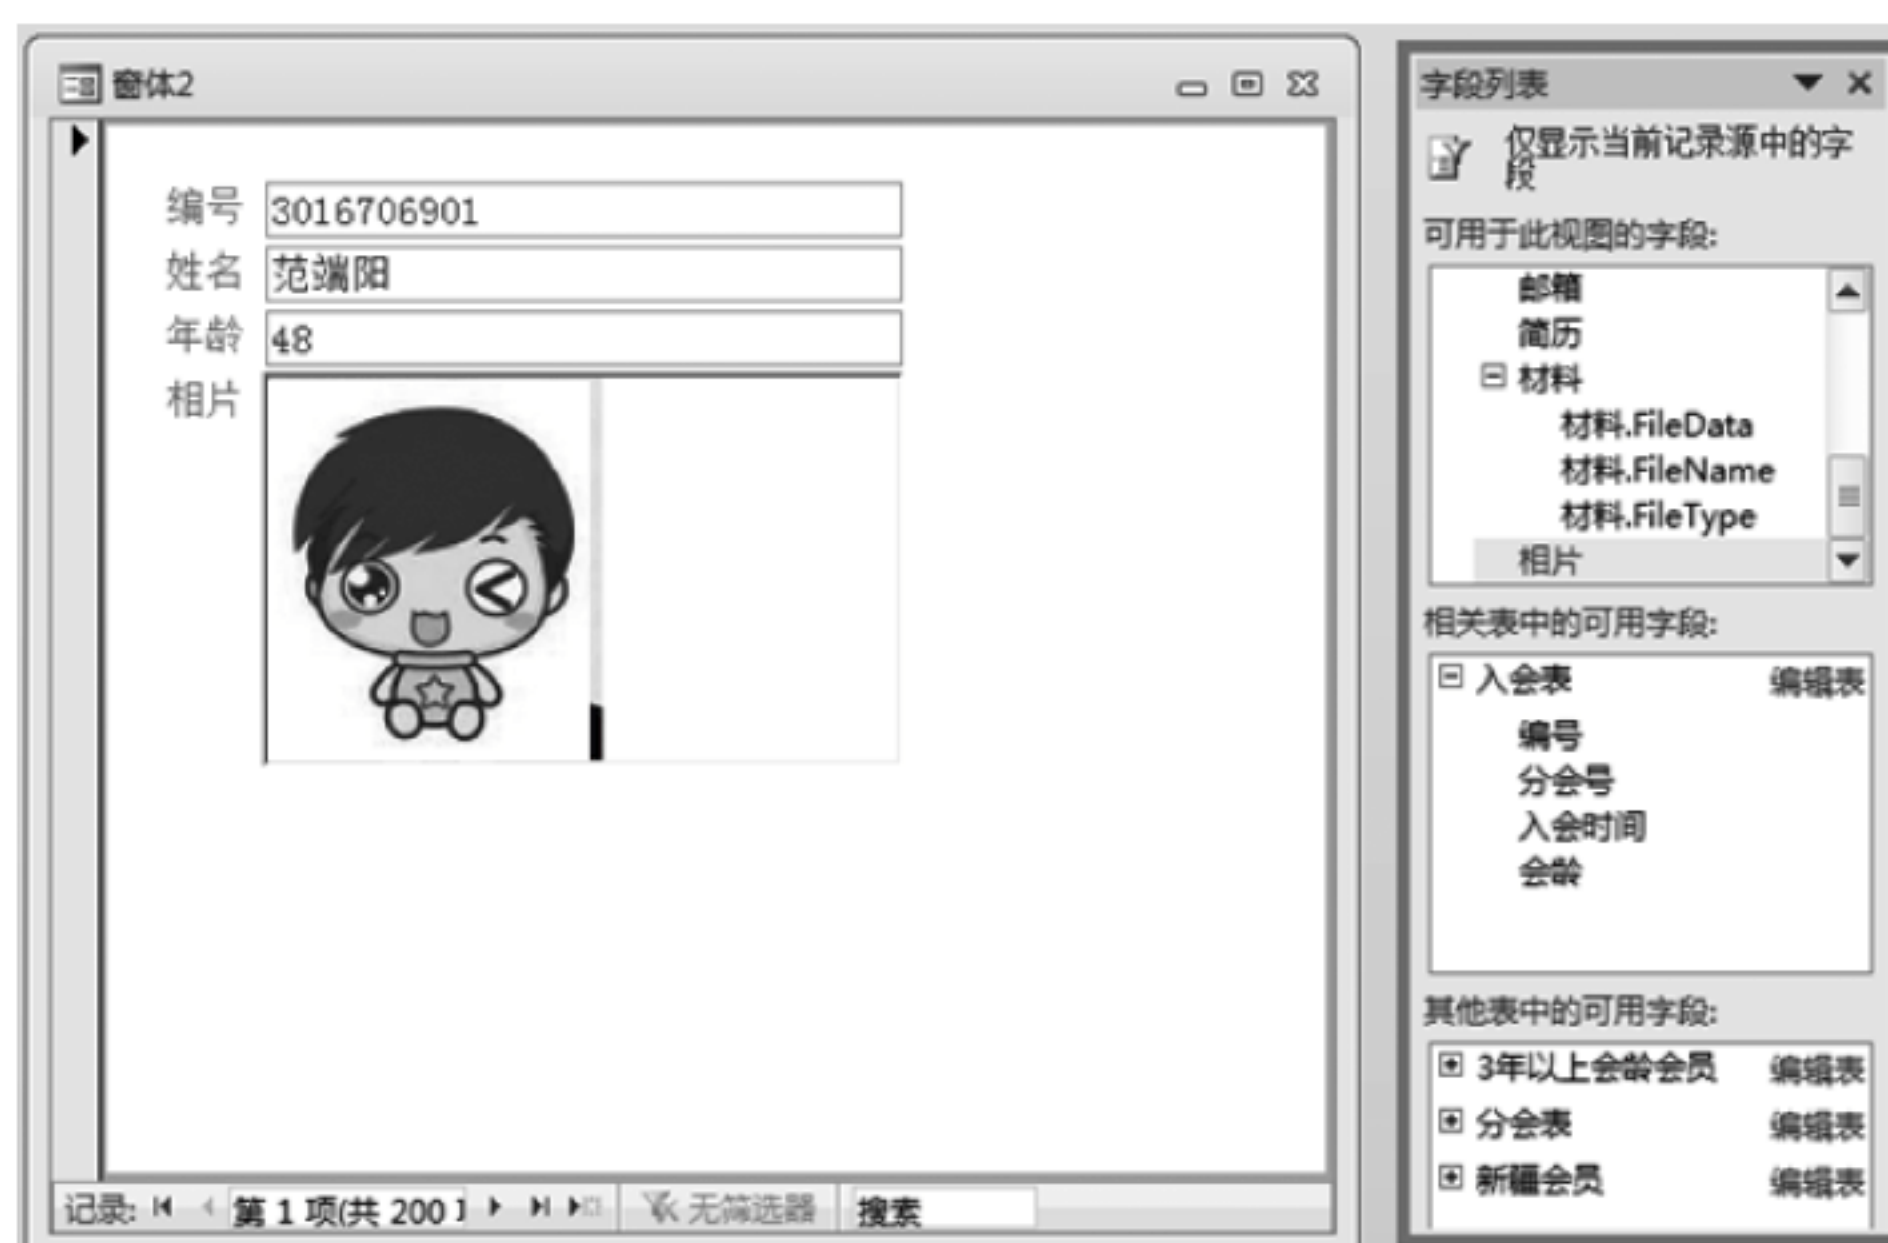 窗体2
编号 3016706901
姓名 范端阳
年龄 48
相片
记录: 第 1 项(共 200 无筛选器 搜索
字段列表
仅显示当前记录源中的字
段
可用于此视图的字段:
邮箱
简历
材料
材料.FileData
材料.FileName
材料.FileType
相片
相关表中的可用字段:
入会表 编辑表
编号
分会号
入会时间
会龄
其他表中的可用字段:
3年以上会龄会员 编辑表
分会表 编辑表
新疆会员 编辑表